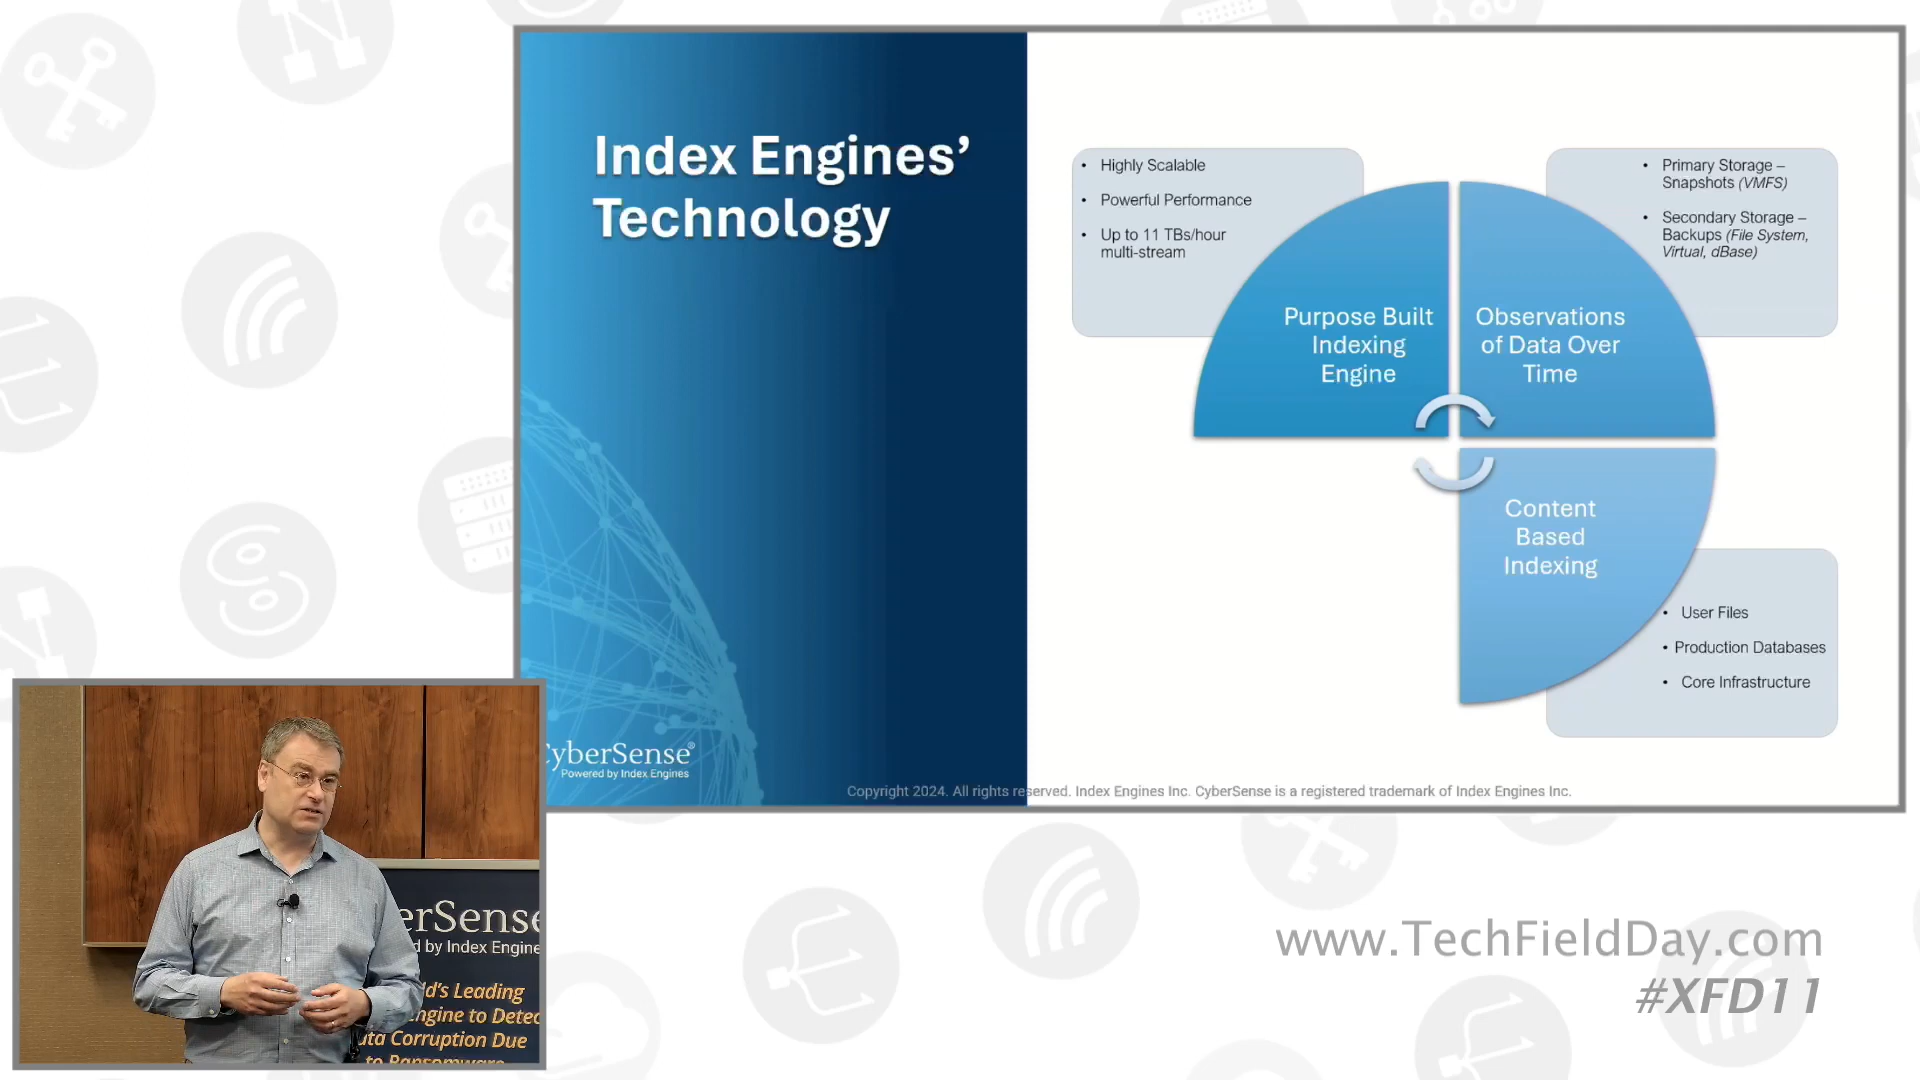 Index Engines’
Technology
• Highly Scalable
• Powerful Performance
• Up to 11 TBs/hour
multi-stream
• Primary Storage –
Snapshots (VMFS)
• Secondary Storage –
Backups (File System,
Virtual, dBase)
Purpose Built
Indexing
Engine
Observations
of Data Over
Time
Content
Based
Indexing
• User Files
• Production Databases
• Core Infrastructure
yberSense®
Powered by Index Engines
Copyright 2024. All rights reserved. Index Engines Inc. CyberSense is a registered trademark of Index Engines Inc.
erSense
d by Index Engine
ld’s Leading
ngine to Detec
ata Corruption Due
to Ransomware
www.TechFieldDay.com
#XFD11